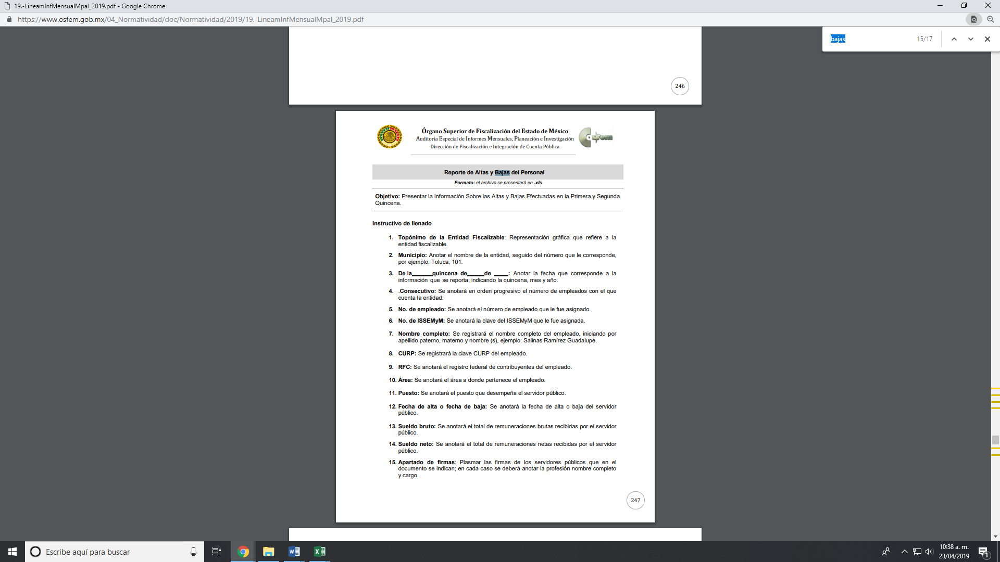 19.-LineamInfMensualMpal_2019.pdf - Google Chrome
https://www.osfem.gob.mx/04_Normatividad/doc/Normatividad/2019/19.-LineamInfMensualMpal_2019.pdf
bajas 15/17
246
Órgano Superior de Fiscalización del Estado de México
Auditoría Especial de Informes Mensuales, Planeación e Investigación
Dirección de Fiscalización e Integración de Cuenta Pública
osfem
Reporte de Altas y Bajas del Personal
Formato: el archivo se presentará en .xls
Objetivo: Presentar la Información Sobre las Altas y Bajas Efectuadas en la Primera y Segunda
Quincena.
Instructivo de llenado
1. Topónimo de la Entidad Fiscalizable: Representación gráfica que refiere a la
entidad fiscalizable.
2. Municipio: Anotar el nombre de la entidad, seguido del número que le corresponde,
por ejemplo: Toluca, 101.
3. De la______quincena de_____de ____: Anotar la fecha que corresponde a la
información que se reporta; indicando la quincena, mes y año.
4. .Consecutivo: Se anotará en orden progresivo el número de empleados con el que
cuenta la entidad.
5. No. de empleado: Se anotará el número de empleado que le fue asignado.
6. No. de ISSEMyM: Se anotará la clave del ISSEMyM que le fue asignada.
7. Nombre completo: Se registrará el nombre completo del empleado, iniciando por
apellido paterno, materno y nombre (s), ejemplo: Salinas Ramírez Guadalupe.
8. CURP: Se registrará la clave CURP del empleado.
9. RFC: Se anotará el registro federal de contribuyentes del empleado.
10. Área: Se anotará el área a donde pertenece el empleado.
11. Puesto: Se anotará el puesto que desempeña el servidor público.
12. Fecha de alta o fecha de baja: Se anotará la fecha de alta o baja del servidor
público.
13. Sueldo bruto: Se anotará el total de remuneraciones brutas recibidas por el servidor
público.
14. Sueldo neto: Se anotará el total de remuneraciones netas recibidas por el servidor
público.
15. Apartado de firmas: Plasmar las firmas de los servidores públicos que en el
documento se indican; en cada caso se deberá anotar la profesión nombre completo
y cargo.
247
Escribe aquí para buscar
10:38 a. m.
23/04/2019
1